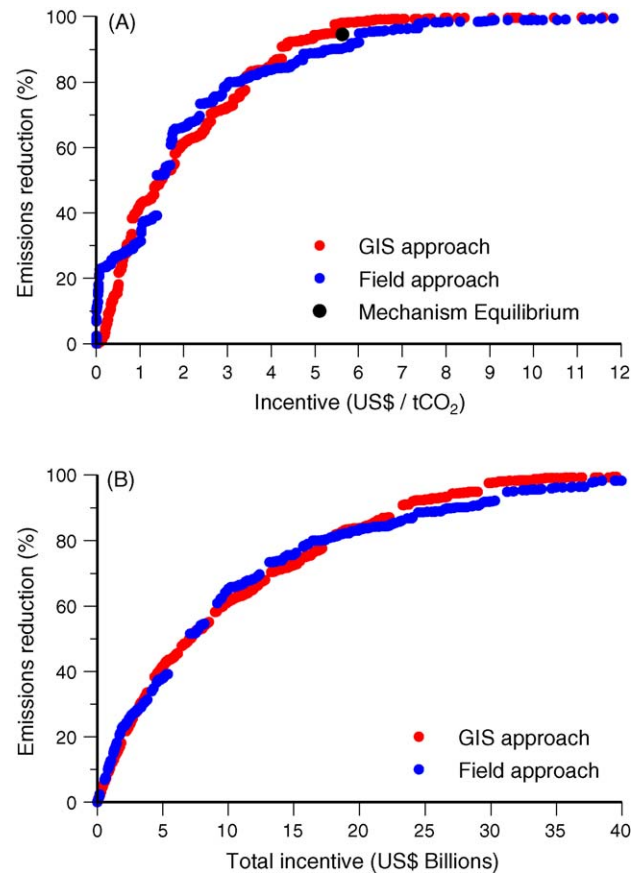 (A)
Emissions reduction (%)
100
80
60
40
20
0
GIS approach
Field approach
Mechanism Equilibrium
0 1 2 3 4 5 6 7 8 9 10 11 12
Incentive (US$ / tCO₂)
(B)
Emissions reduction (%)
100
80
60
40
20
0
GIS approach
Field approach
0 5 10 15 20 25 30 35 40
Total incentive (US$ Billions)